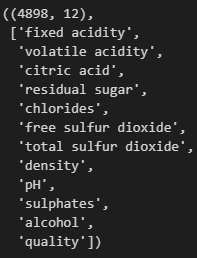 ((4898, 12),
['fixed acidity',
'volatile acidity',
'citric acid',
'residual sugar',
'chlorides',
'free sulfur dioxide',
'total sulfur dioxide',
'density',
'pH',
'sulphates',
'alcohol',
'quality'])